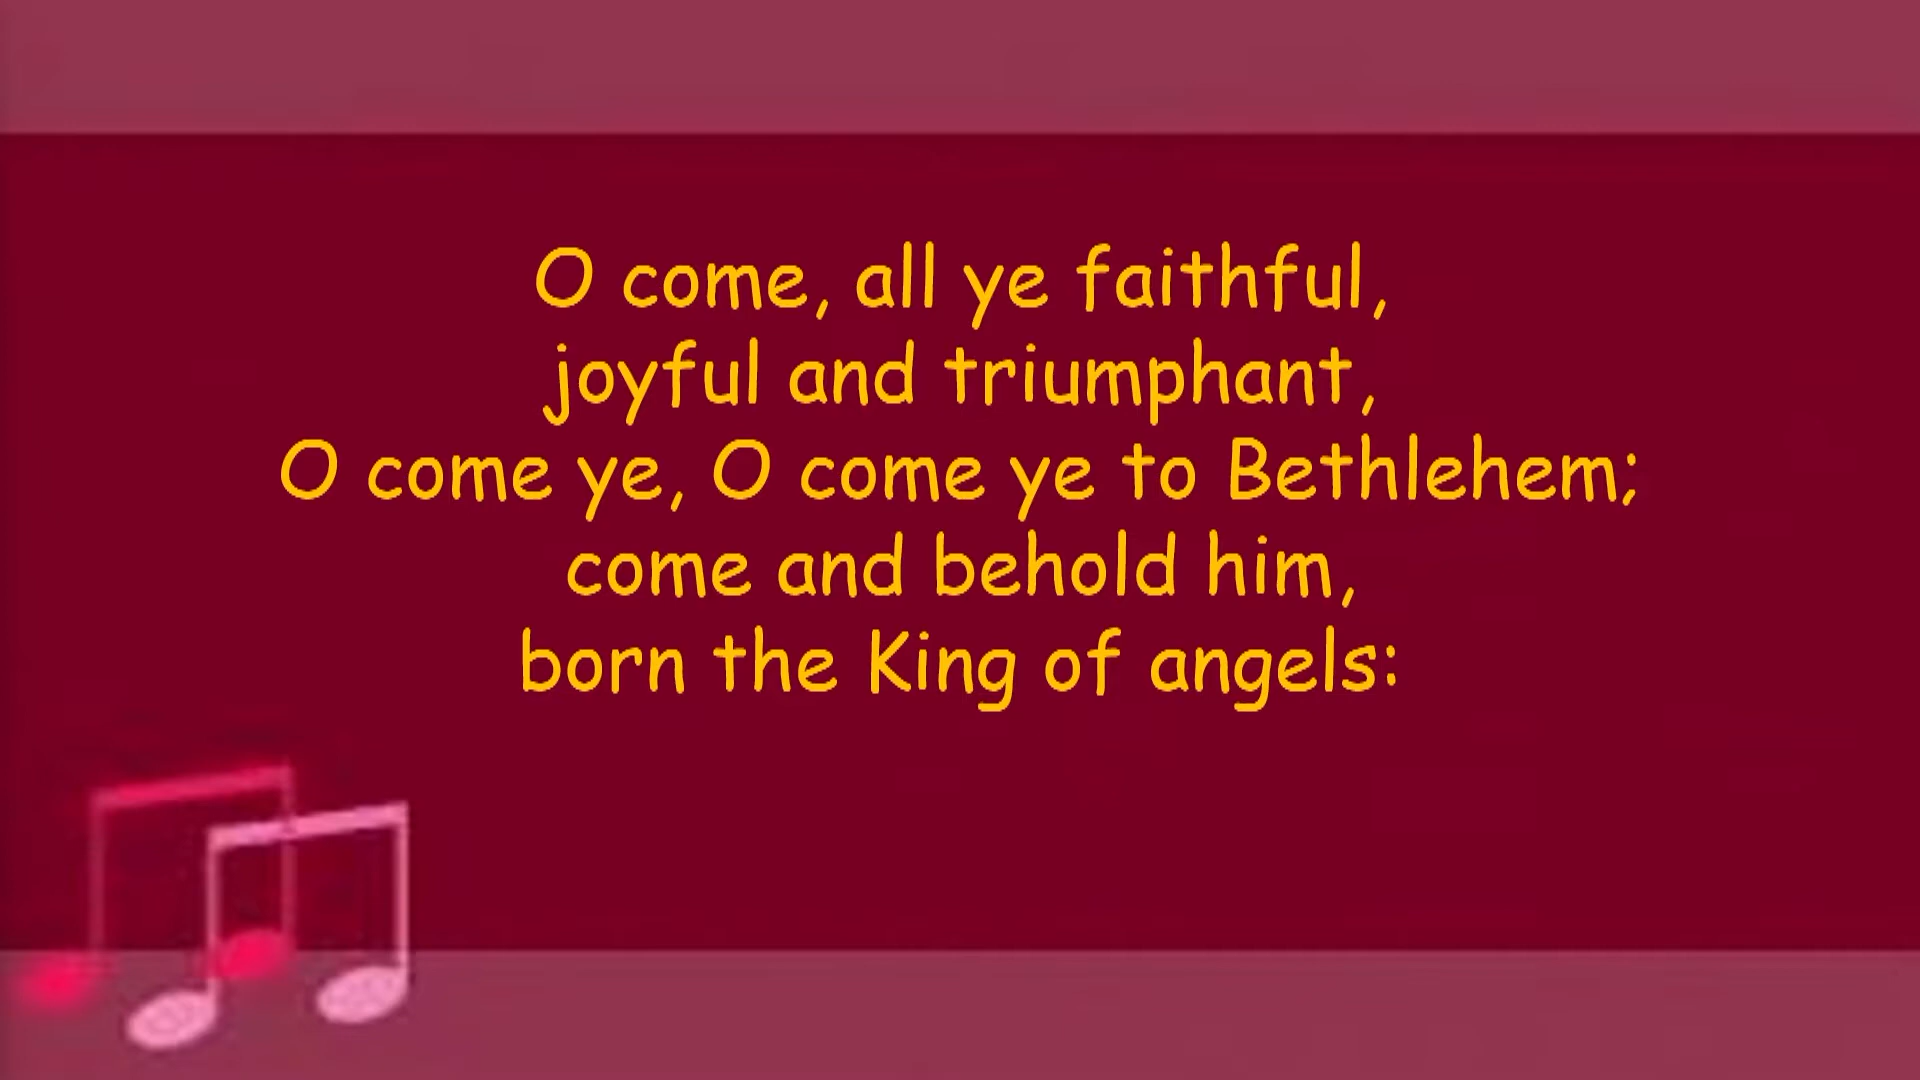 O come, all ye faithful,
joyful and triumphant,
O come ye, O come ye to Bethlehem;
come and behold him,
born the King of angels: